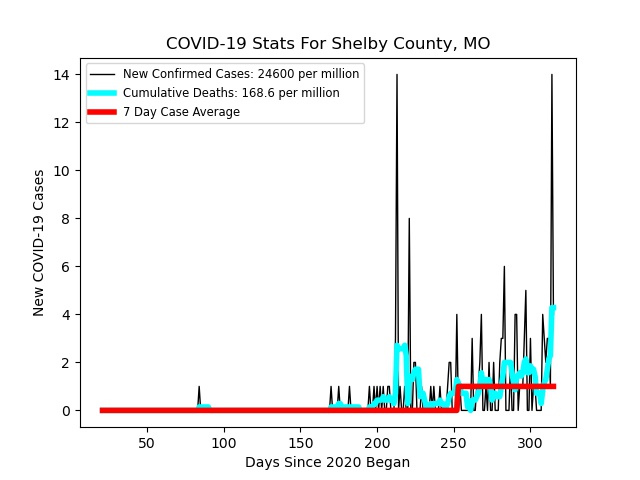 COVID-19 Stats For Shelby County, MO
New Confirmed Cases: 24600 per million
Cumulative Deaths: 168.6 per million
7 Day Case Average
New COVID-19 Cases
14
12
10
8
6
4
2
0
50 100 150 200 250 300
Days Since 2020 Began